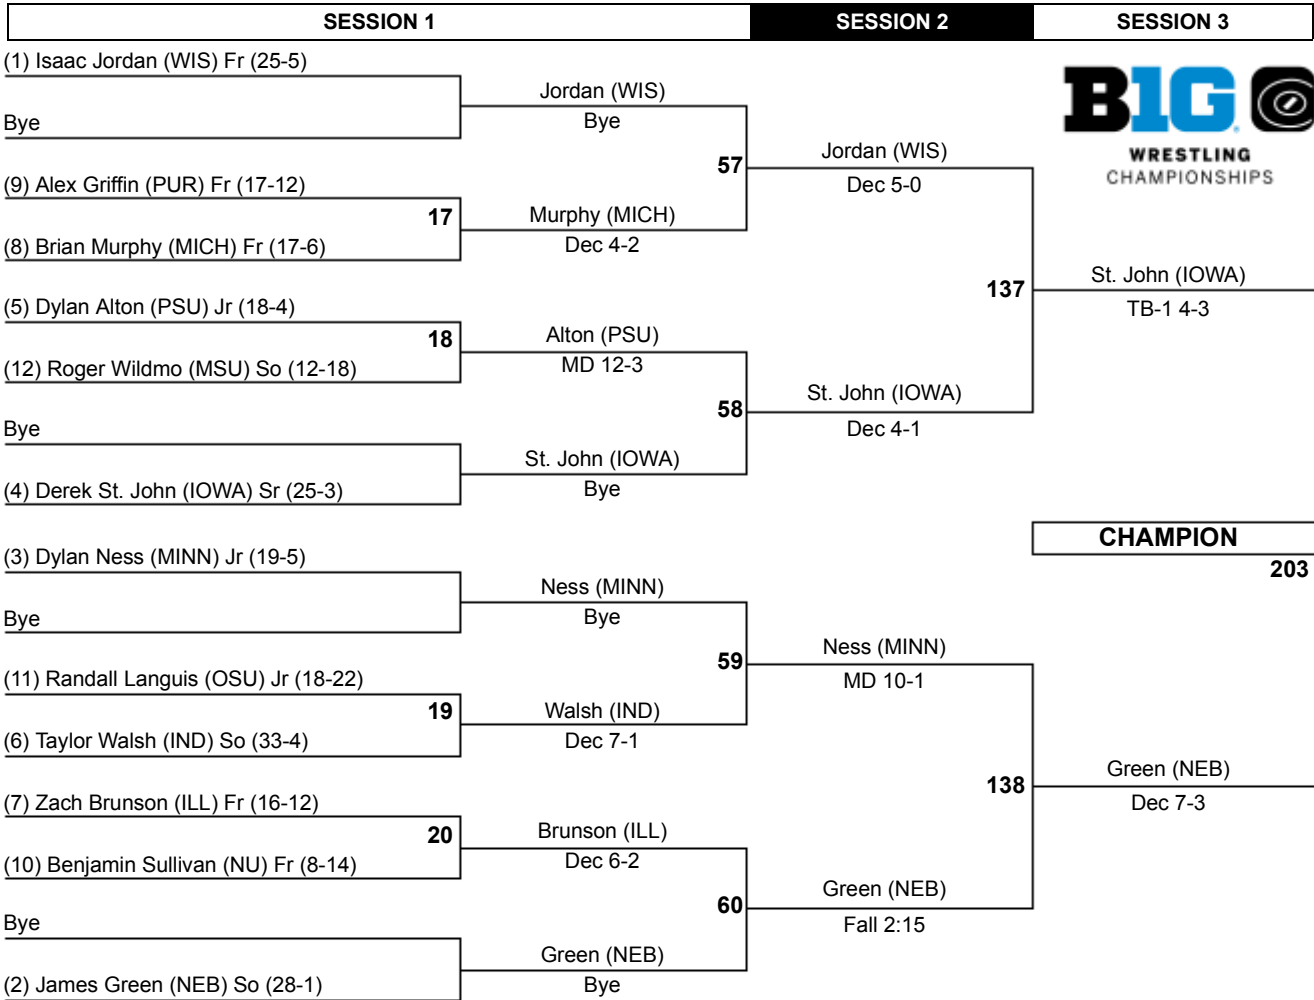 SESSION 1
SESSION 2
SESSION 3
(1) Isaac Jordan (WIS) Fr (25-5)
Jordan (WIS)
Bye
Bye
57
Jordan (WIS)
Dec 5-0
(9) Alex Griffin (PUR) Fr (17-12)
17
Murphy (MICH)
Dec 4-2
(8) Brian Murphy (MICH) Fr (17-6)
B1G
WRESTLING
CHAMPIONSHIPS
137
St. John (IOWA)
TB-1 4-3
(5) Dylan Alton (PSU) Jr (18-4)
18
Alton (PSU)
MD 12-3
(12) Roger Wildmo (MSU) So (12-18)
58
St. John (IOWA)
Dec 4-1
Bye
St. John (IOWA)
Bye
(4) Derek St. John (IOWA) Sr (25-3)
CHAMPION
203
(3) Dylan Ness (MINN) Jr (19-5)
Ness (MINN)
Bye
Bye
59
Ness (MINN)
MD 10-1
(11) Randall Languis (OSU) Jr (18-22)
19
Walsh (IND)
Dec 7-1
(6) Taylor Walsh (IND) So (33-4)
138
Green (NEB)
Dec 7-3
(7) Zach Brunson (ILL) Fr (16-12)
20
Brunson (ILL)
Dec 6-2
(10) Benjamin Sullivan (NU) Fr (8-14)
60
Green (NEB)
Fall 2:15
Bye
Green (NEB)
Bye
(2) James Green (NEB) So (28-1)